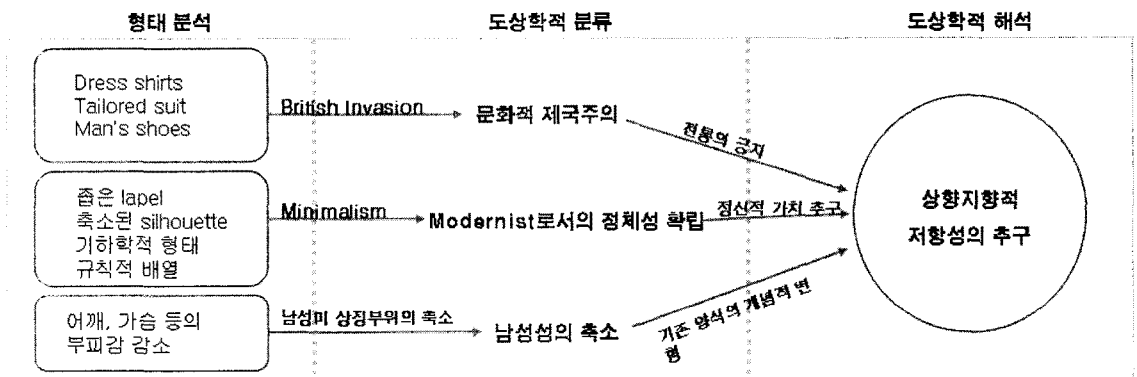 형태 분석
도상학적 분류
도상학적 해석
Dress shirts
Tailored suit
Man's shoes
British Invasion
문화적 제국주의
전통의 긍지
좁은 lapel
축소된 silhouette
기하학적 형태
규칙적 배열
Minimalism
Modernist로서의 정체성 확립
정신적 가치 추구
상향지향적
저항성의 추구
어깨, 가슴 등의
부피감 감소
남성미 상징부위의 축소
남성성의 축소
기존 양식의 개념적 변
형